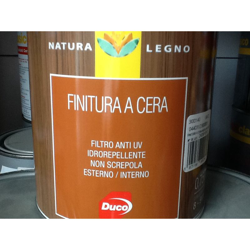 NATURA LEGNO
FINITURA A CERA
FILTRO ANTI UV
IDROREPELLENTE
NON SCREPOLA
ESTERNO / INTERNO
Duco